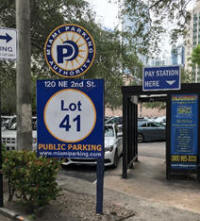 MIAMI PARKING
AUTHORITY
P
120 NE 2nd St.
Lot
41
PUBLIC PARKING
www.miamiparking.com
PAY STATION
HERE